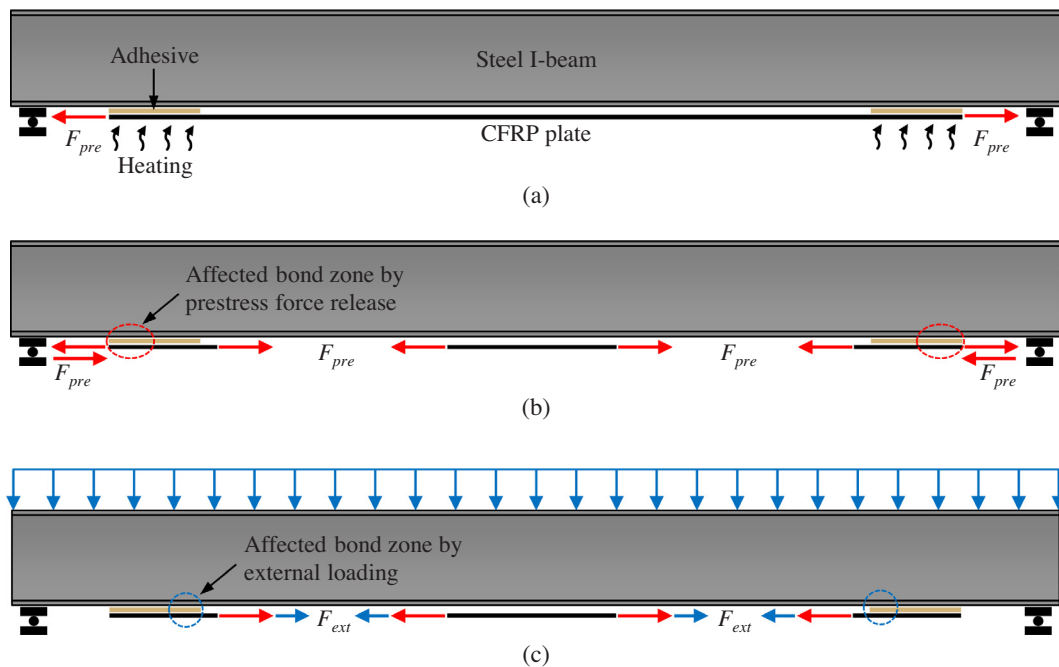 Adhesive
Steel I-beam
F_pre
Heating
CFRP plate
F_pre
(a)
Affected bond zone by
prestress force release
F_pre
F_pre
F_pre
F_pre
(b)
Affected bond zone by
external loading
F_ext
F_ext
(c)